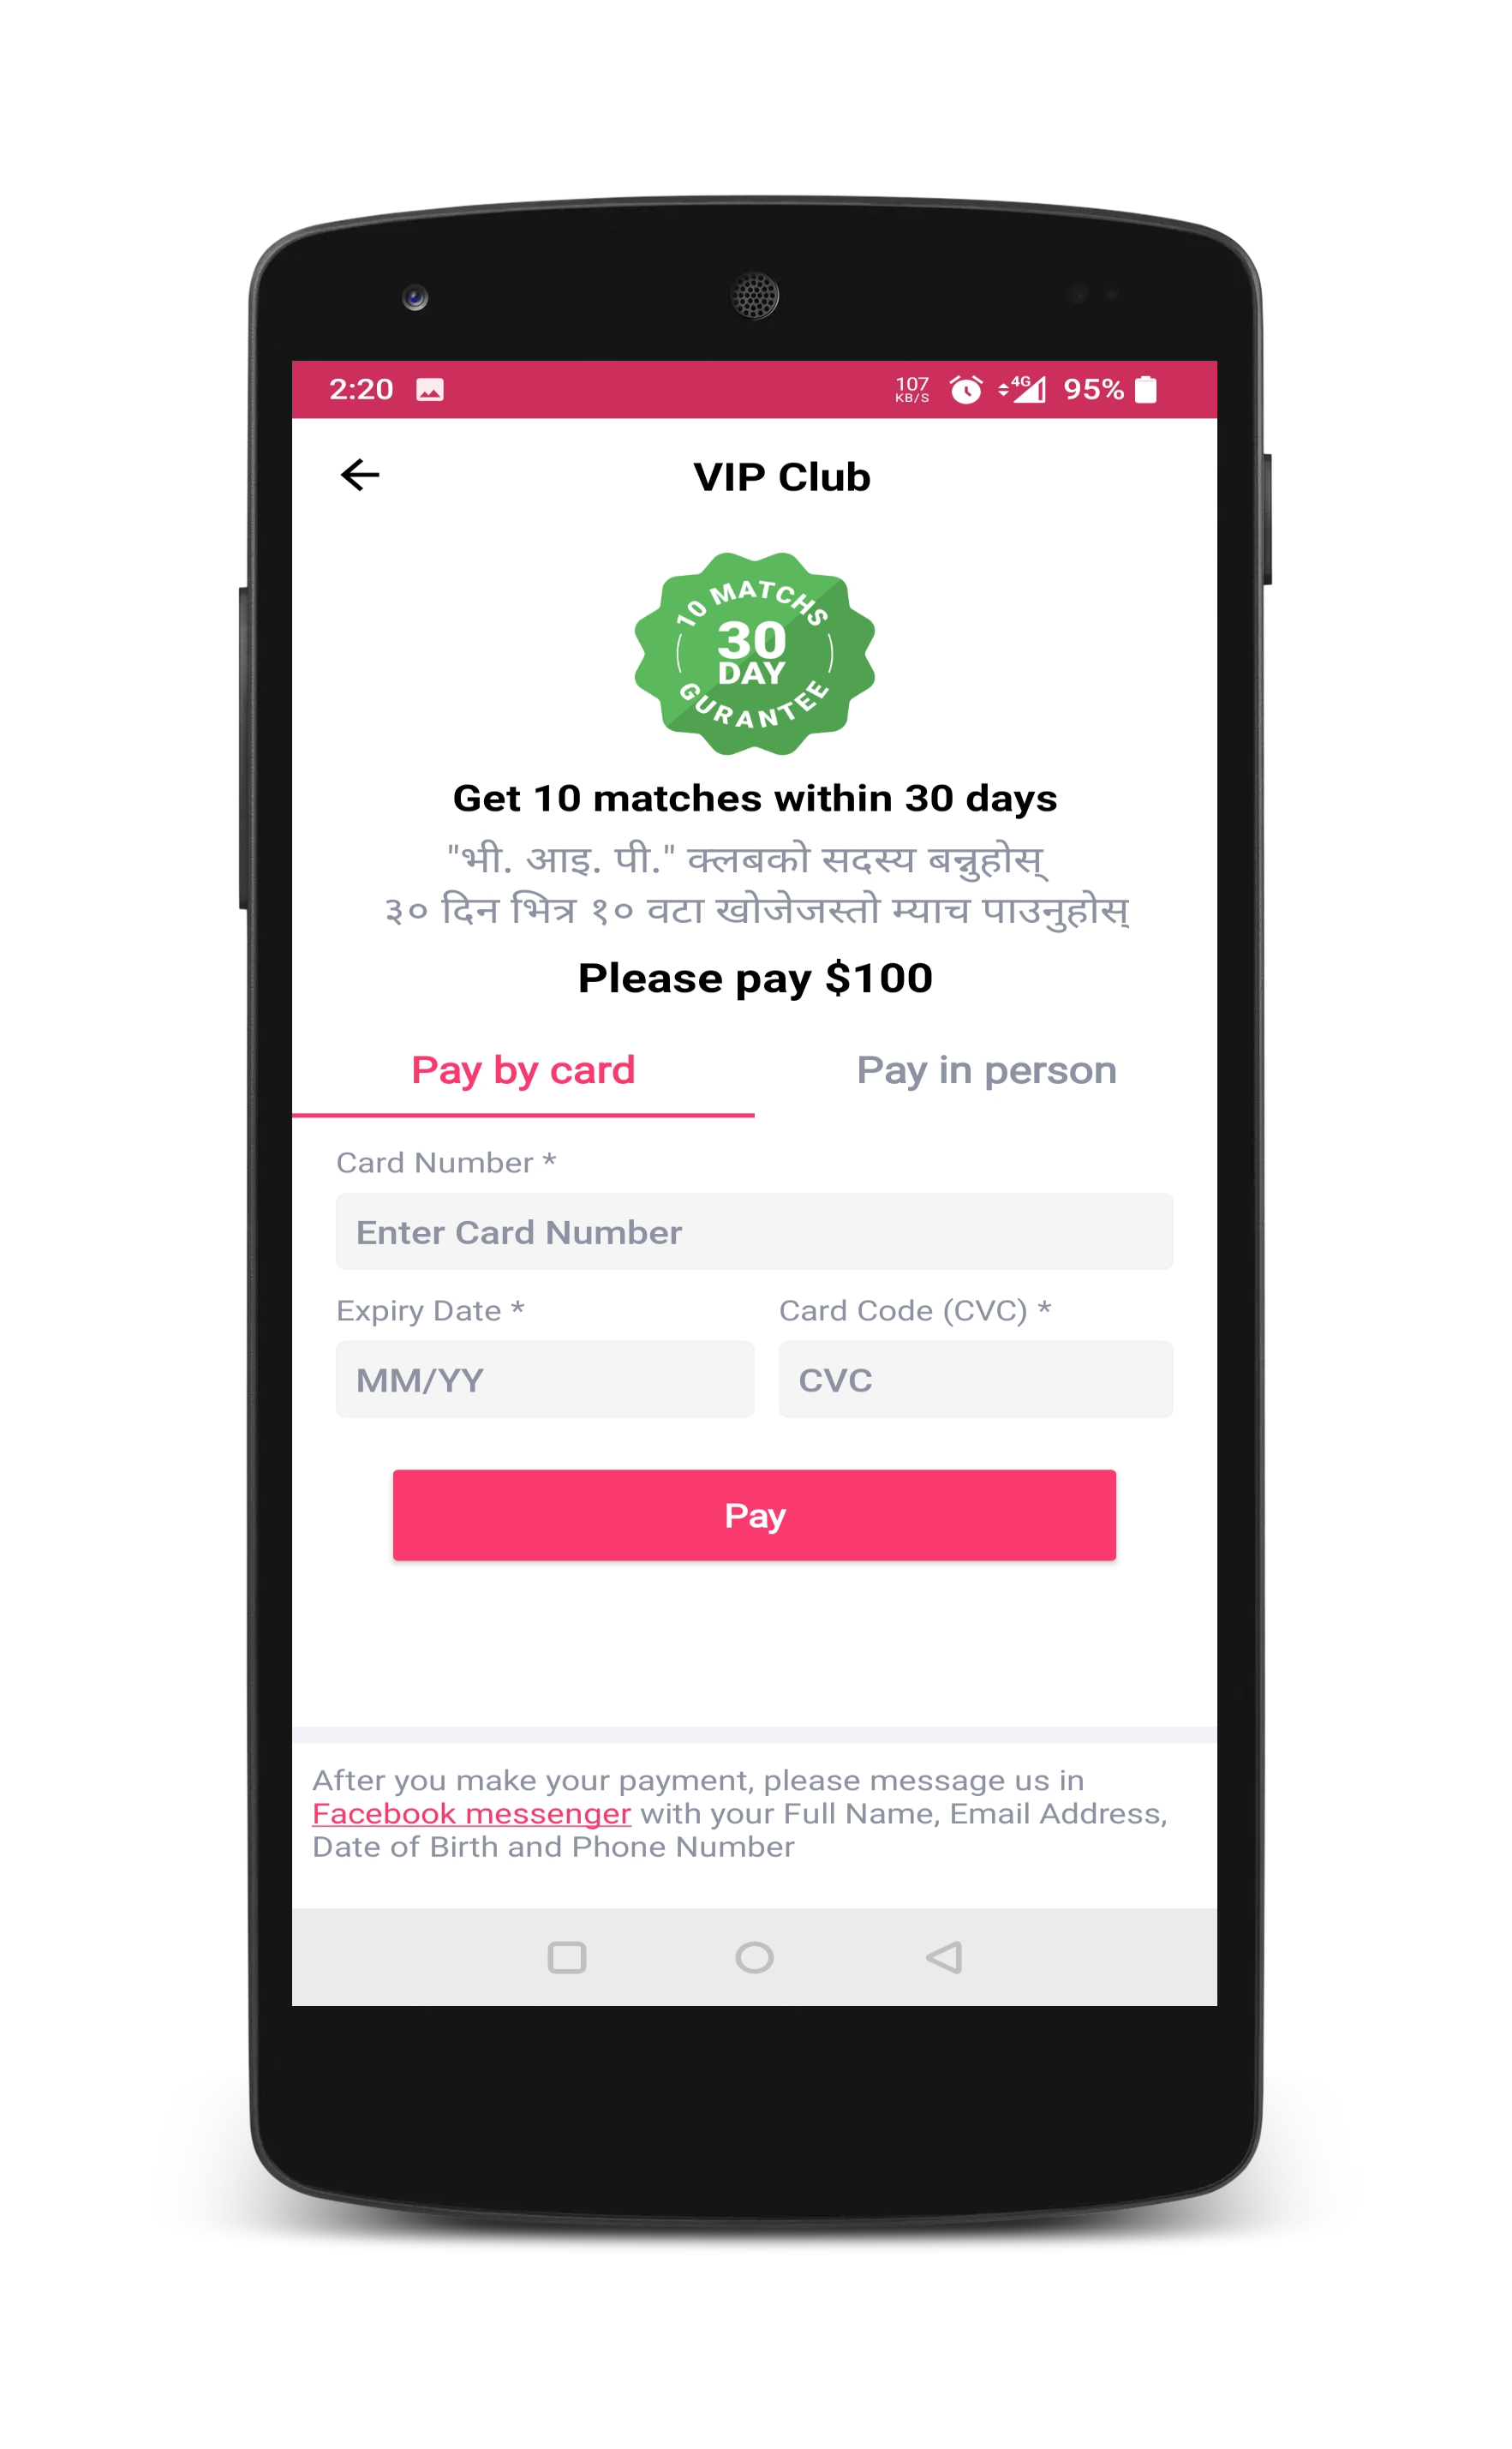 2:20
107
KB/S
4G
95%
VIP Club
10 MATCHS
30
DAY
GURANTEE
Get 10 matches within 30 days
"भी. आइ. पी." क्लबको सदस्य बन्नुहोस्
३० दिन भित्र १० वटा खोजेजस्तो म्याच पाउनुहोस्
Please pay $100
Pay by card
Pay in person
Card Number *
Enter Card Number
Expiry Date *
Card Code (CVC) *
MM/YY
CVC
Pay
After you make your payment, please message us in
Facebook messenger with your Full Name, Email Address,
Date of Birth and Phone Number